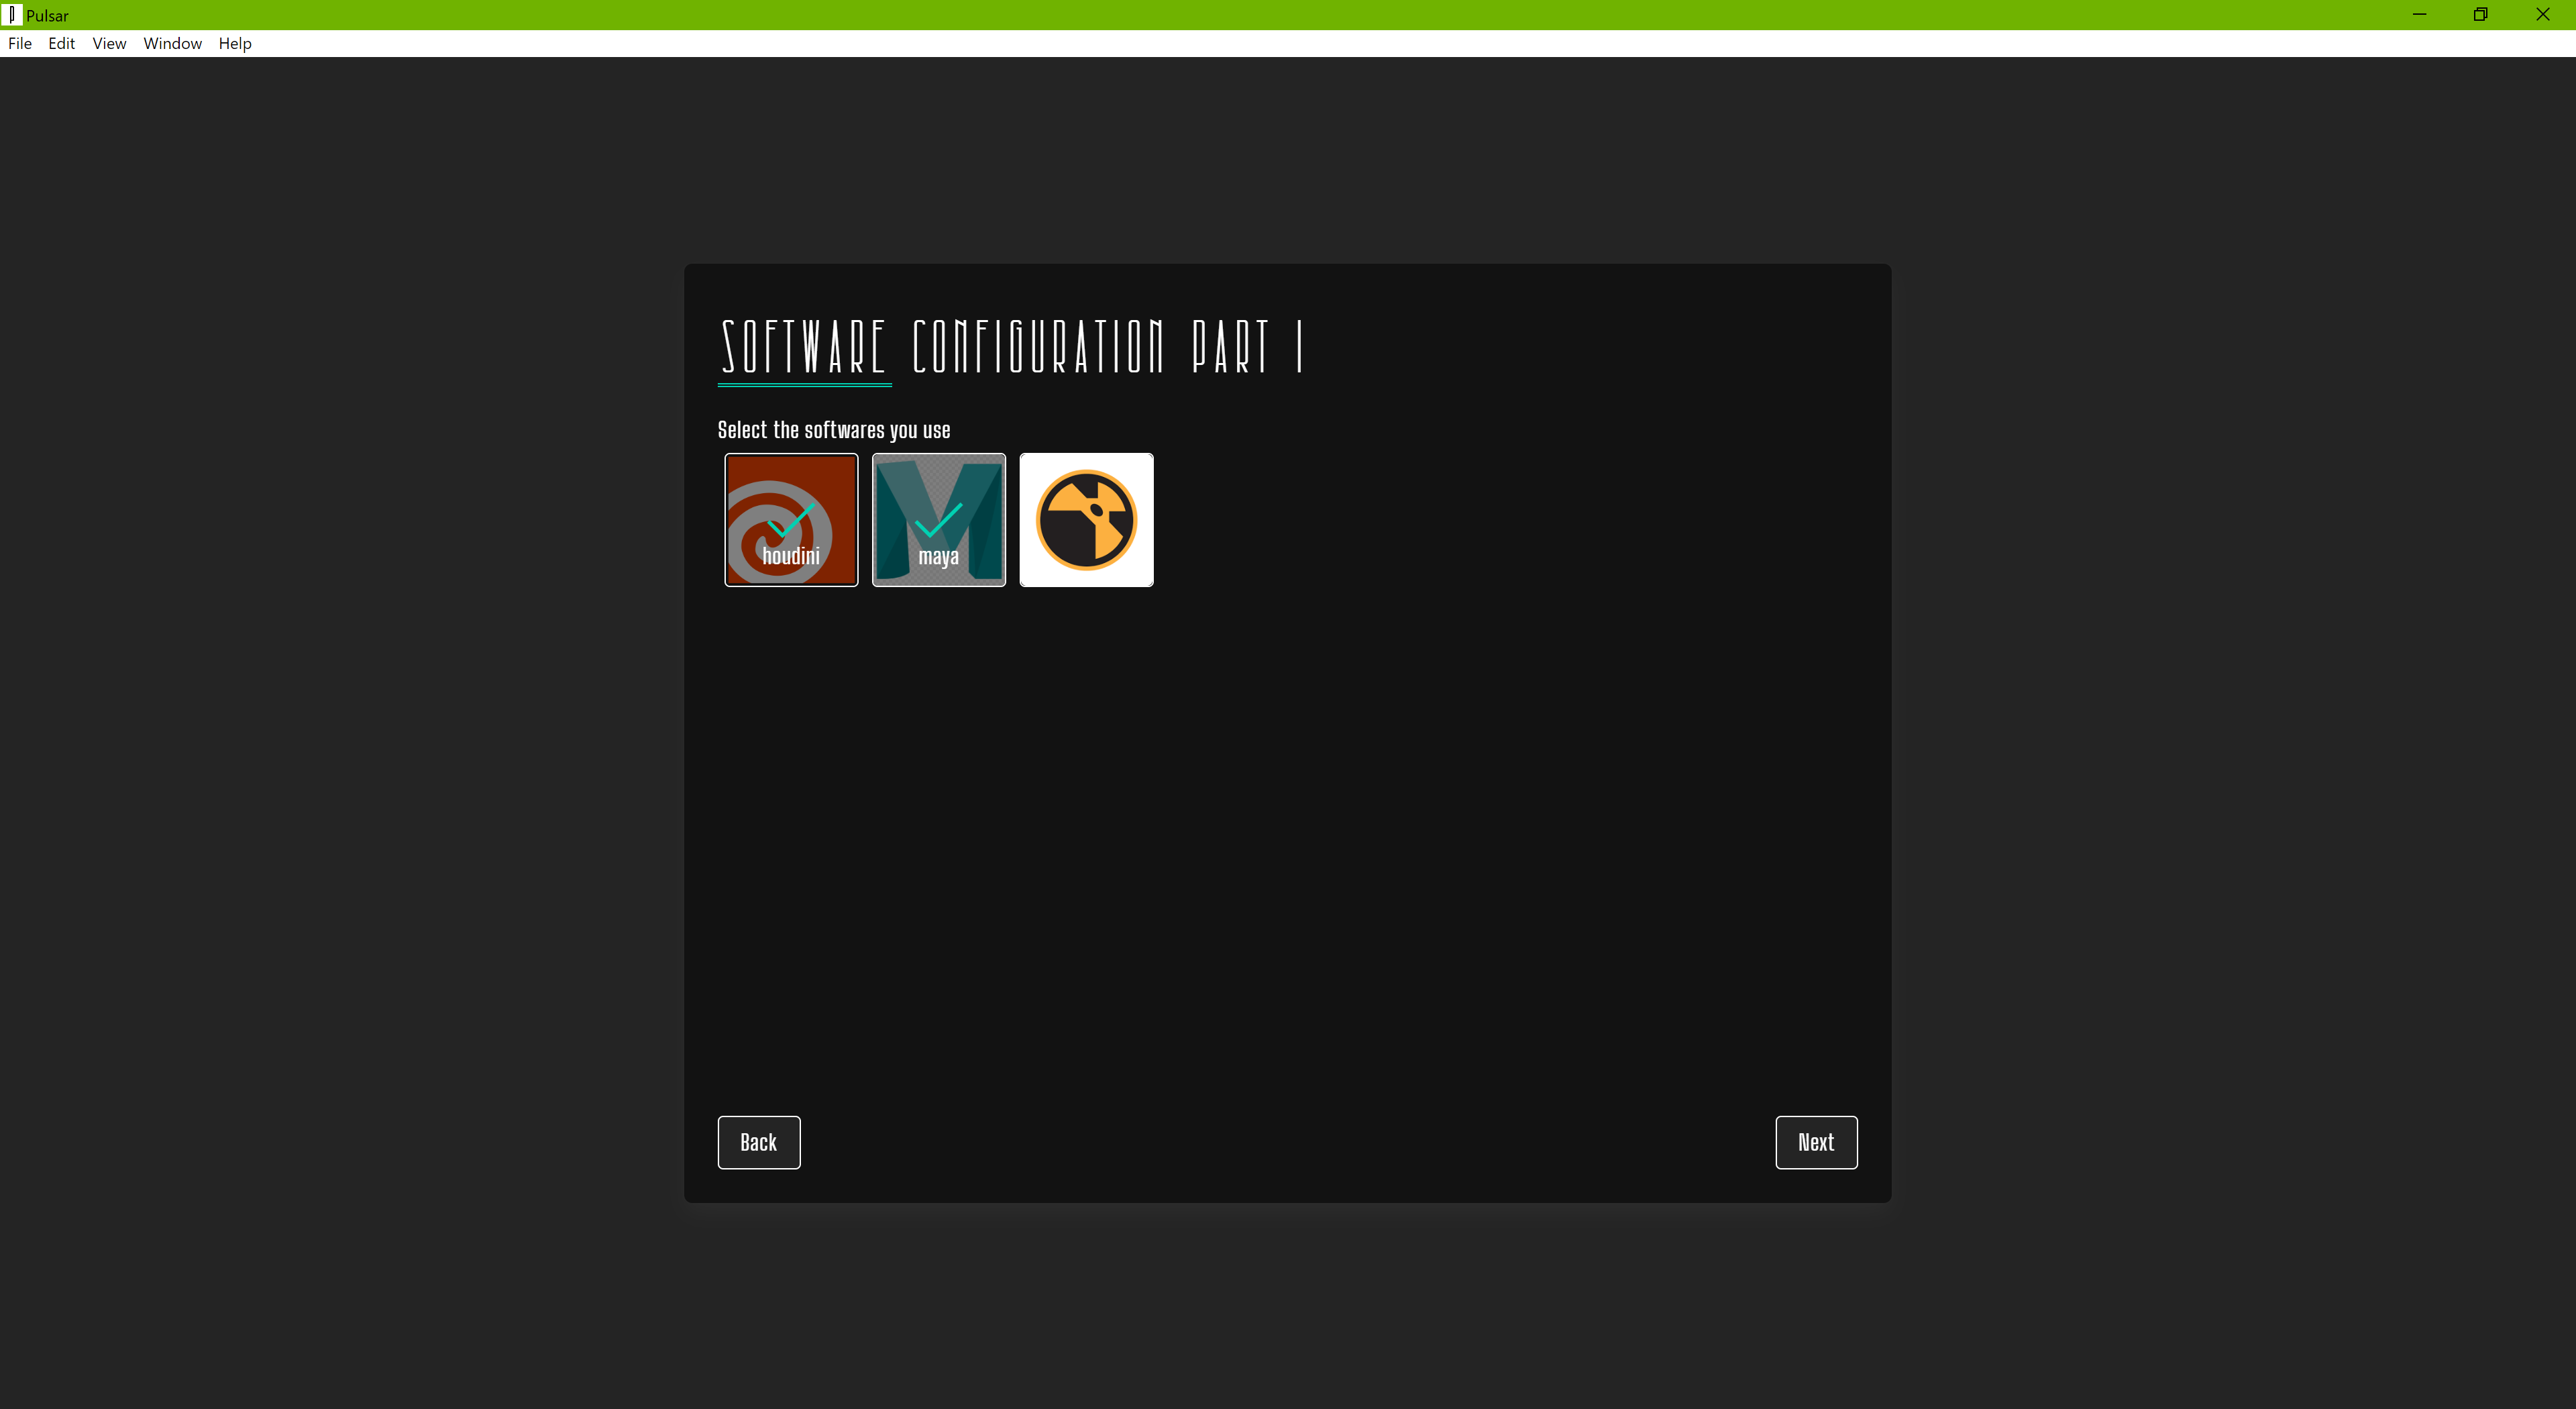 Pulsar
File Edit View Window Help
SOFTWARE CONFIGURATION PART I
Select the softwares you use
houdini maya
Back Next